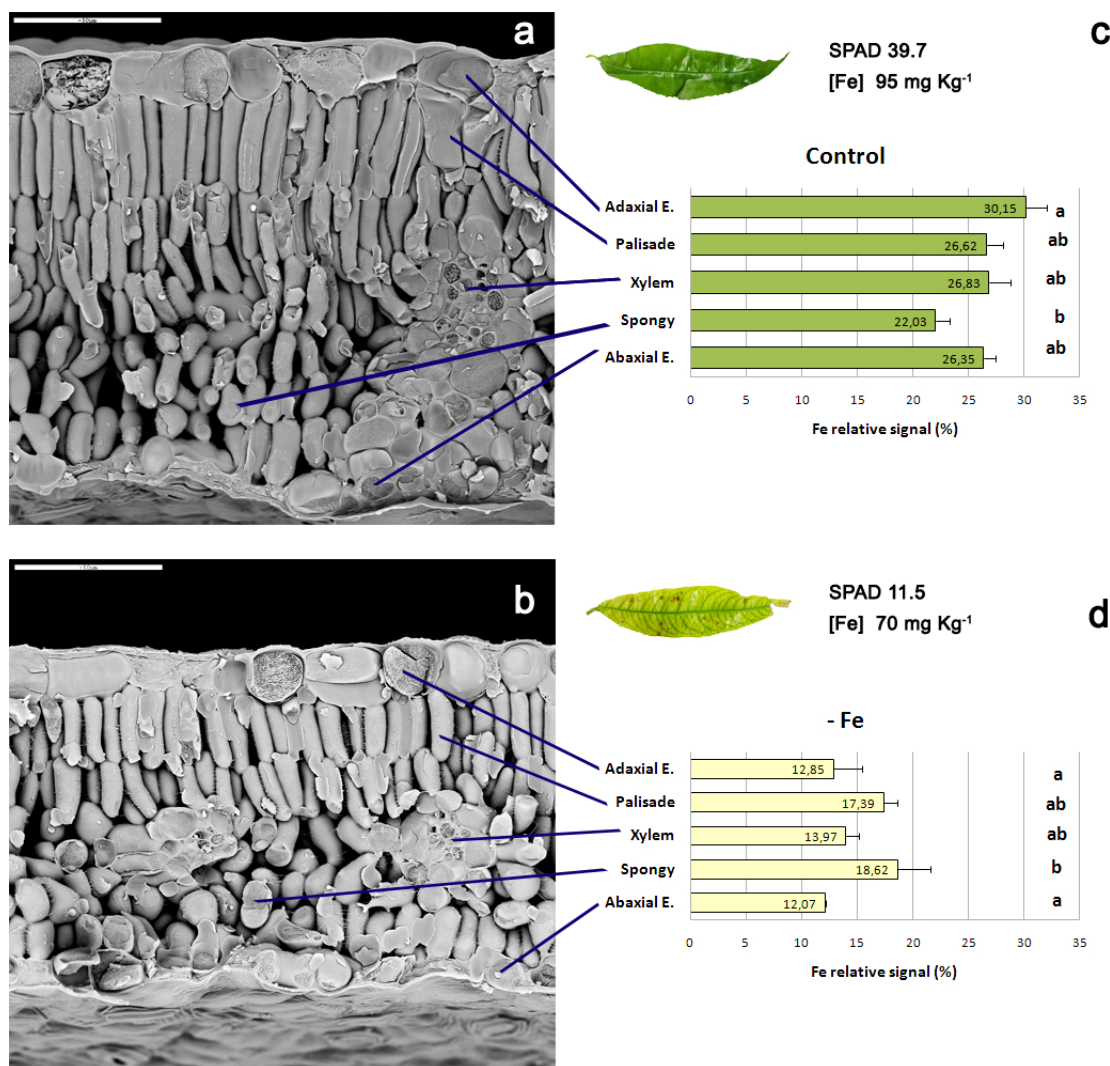 a
c
SPAD 39.7
[Fe] 95 mg Kg-1
Control
Adaxial E.
30,15
a
Palisade
26,62
ab
Xylem
26,83
ab
Spongy
22,03
b
Abaxial E.
26,35
ab
0 5 10 15 20 25 30 35
Fe relative signal (%)
b
d
SPAD 11.5
[Fe] 70 mg Kg-1
- Fe
Adaxial E.
12,85
a
Palisade
17,39
ab
Xylem
13,97
ab
Spongy
18,62
b
Abaxial E.
12,07
a
0 5 10 15 20 25 30 35
Fe relative signal (%)